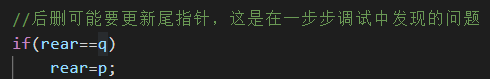 //后删可能要更新尾指针，这是在一步步调试中发现的问题
if(rear==q)
    rear=p;